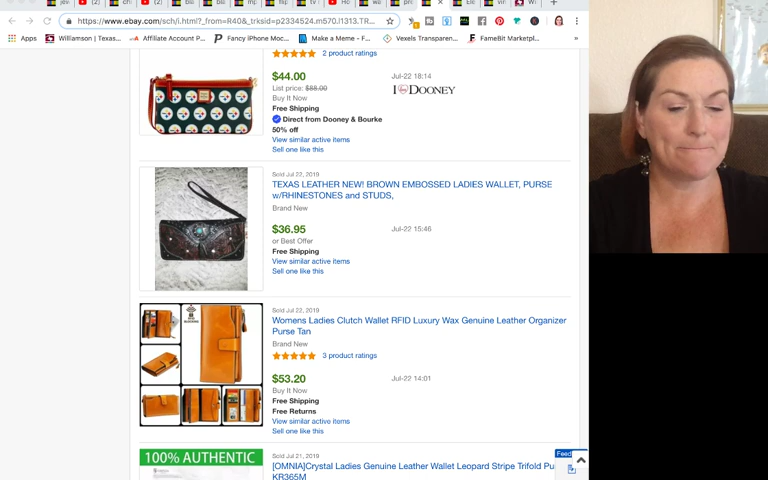 https://www.ebay.com/sch/i.html?_from=R40&_trksid=p2334524.m570.l1313.TR...
Apps Williamson | Texas... Affiliate Account P... Fancy iPhone Moc... Make a Meme - F... Vexels Transparen... FameBit Marketpl... »
2 product ratings
$44.00 Jul-22 18:14
List price: $88.00
I DOONEY
Buy It Now
Free Shipping
Direct from Dooney & Bourke
50% off
View similar active items
Sell one like this
Sold Jul 22, 2019
TEXAS LEATHER NEW! BROWN EMBOSSED LADIES WALLET, PURSE
w/RHINESTONES and STUDS,
Brand New
$36.95 Jul-22 15:46
or Best Offer
Free Shipping
View similar active items
Sell one like this
Sold Jul 22, 2019
Womens Ladies Clutch Wallet RFID Luxury Wax Genuine Leather Organizer
Purse Tan
Brand New
3 product ratings
$53.20 Jul-22 14:01
Buy It Now
Free Shipping
Free Returns
View similar active items
Sell one like this
100% AUTHENTIC
Sold Jul 21, 2019
[OMNIA]Crystal Ladies Genuine Leather Wallet Leopard Stripe Trifold Pu
KR365M
Feed